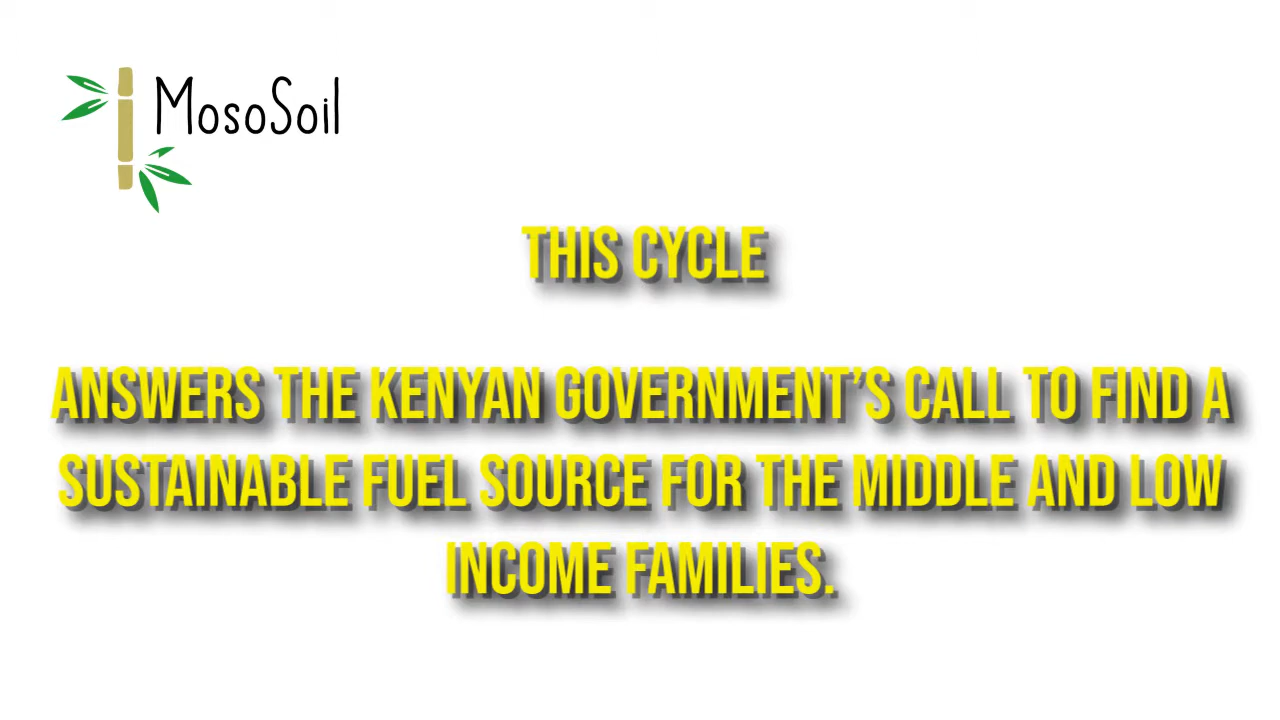 MosoSoil
THIS CYCLE
ANSWERS THE KENYAN GOVERNMENT'S CALL TO FIND A
SUSTAINABLE FUEL SOURCE FOR THE MIDDLE AND LOW
INCOME FAMILIES.